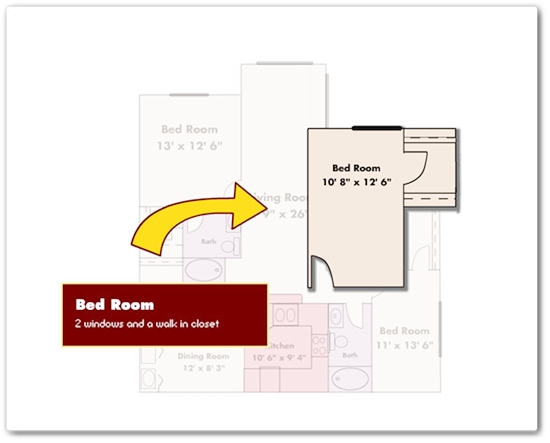 Bed Room
13' x 12' 6"
Bed Room
10' 8" x 12' 6"
iving Roo
x 26'
Bath
Bed Room
2 windows and a walk in closet
Kitchen
10' 6" x 9' 4"
Dining Room
12' x 8' 3"
Bath
Bed Room
11' x 13' 6"